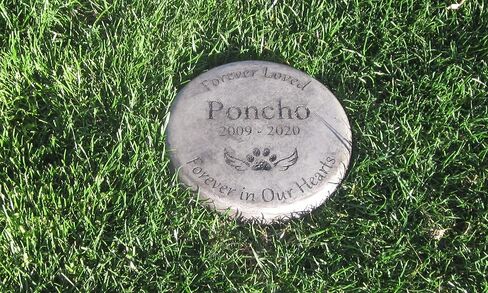 Forever Loved
Poncho
2009 - 2020
Forever in Our Hearts